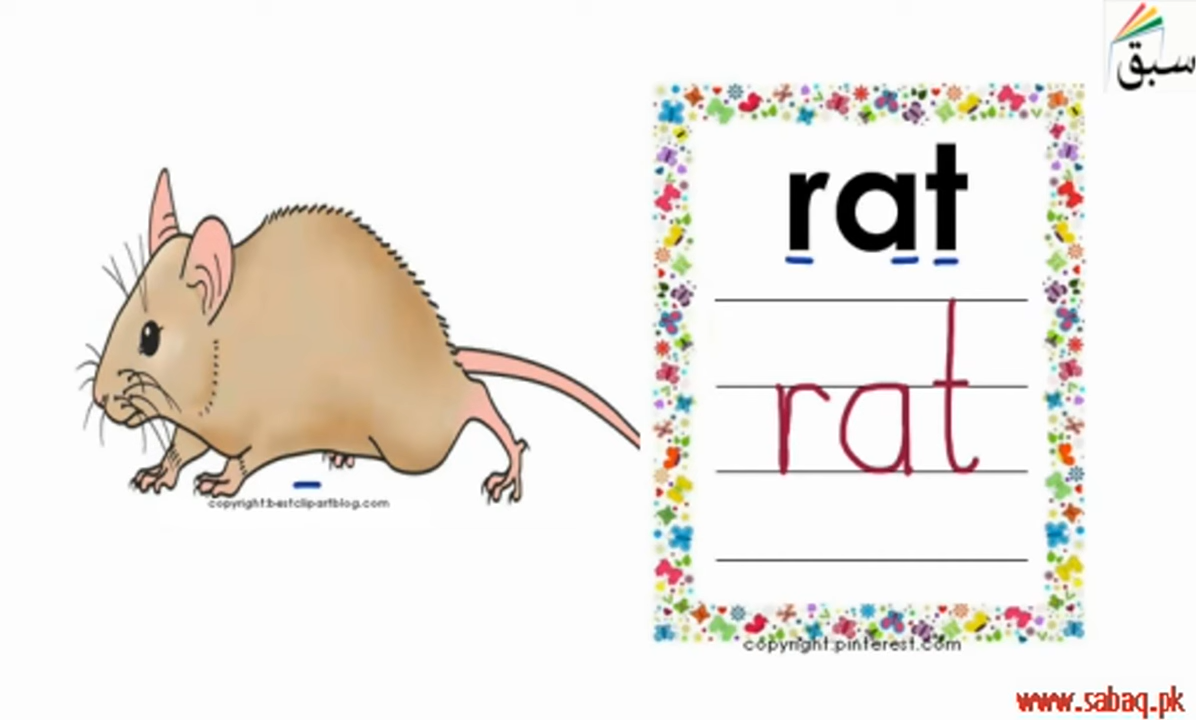 سبق
rat
rat
copyright:bestclipartblog.com
copyright:pinterest.com
www.sabaq.pk